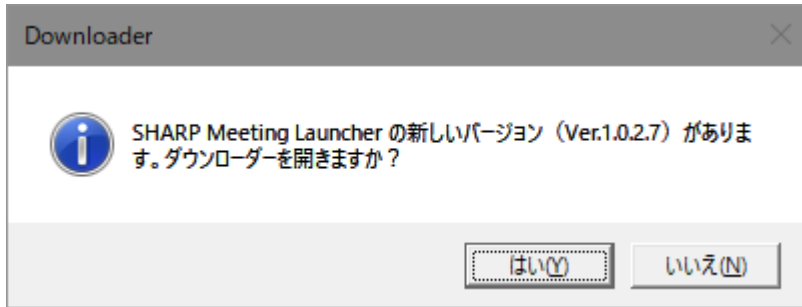 Downloader
SHARP Meeting Launcher の新しいバージョン（Ver.1.0.2.7）がありま
す。ダウンローダーを開きますか？
はい(Y)
いいえ(N)